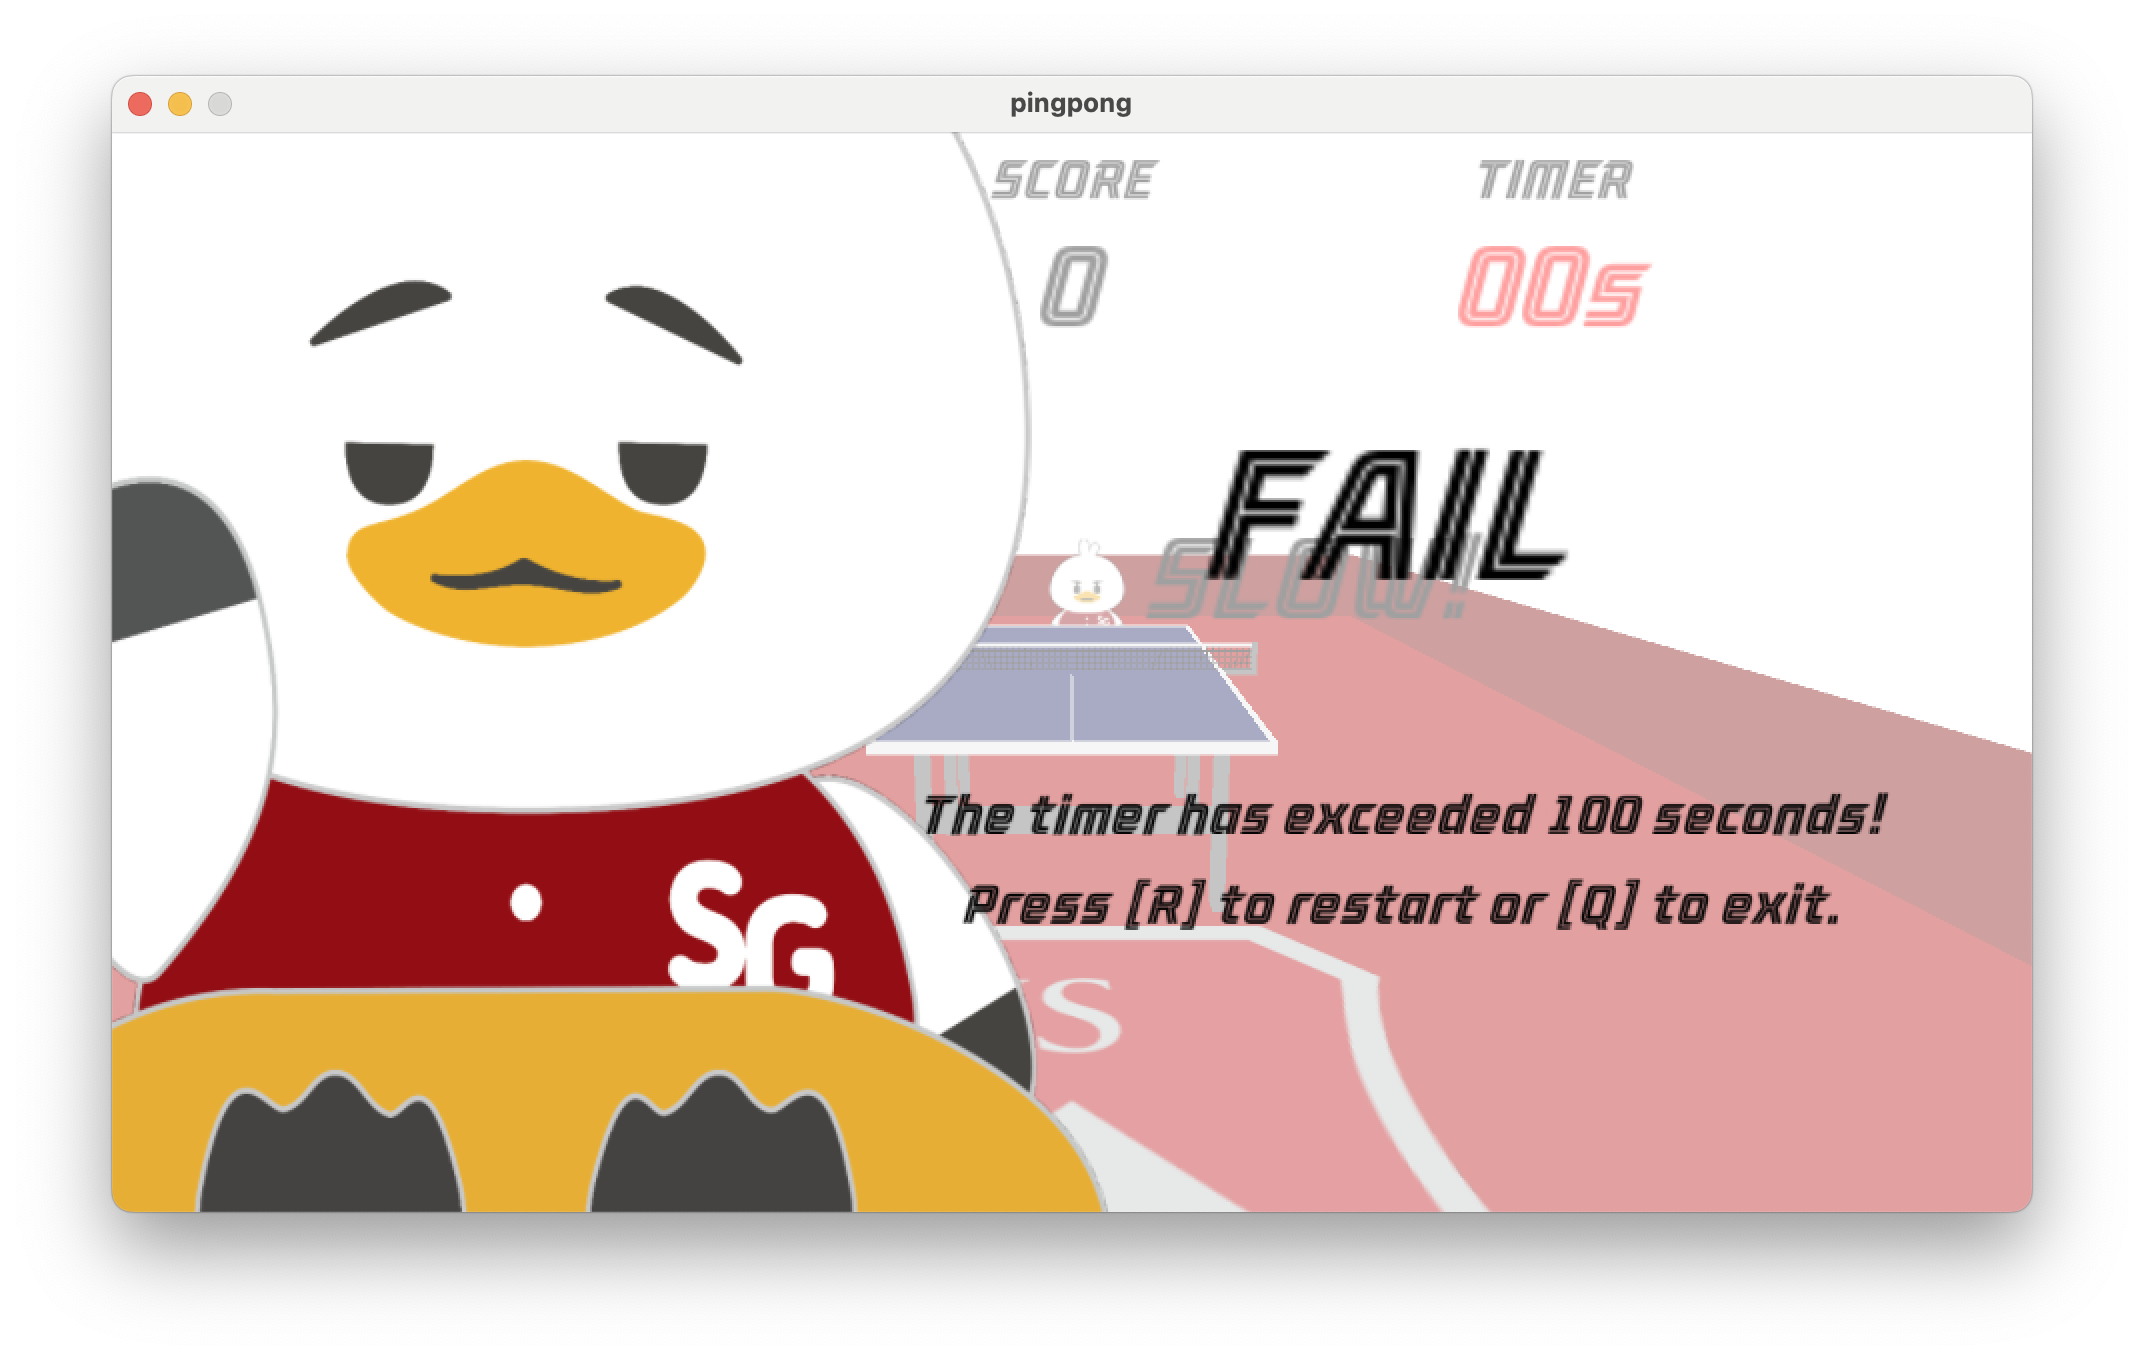 pingpong
SCORE
TIMER
0
00s
FAIL
SLOW!
The timer has exceeded 100 seconds!
Press [R] to restart or [Q] to exit.
SG
SG